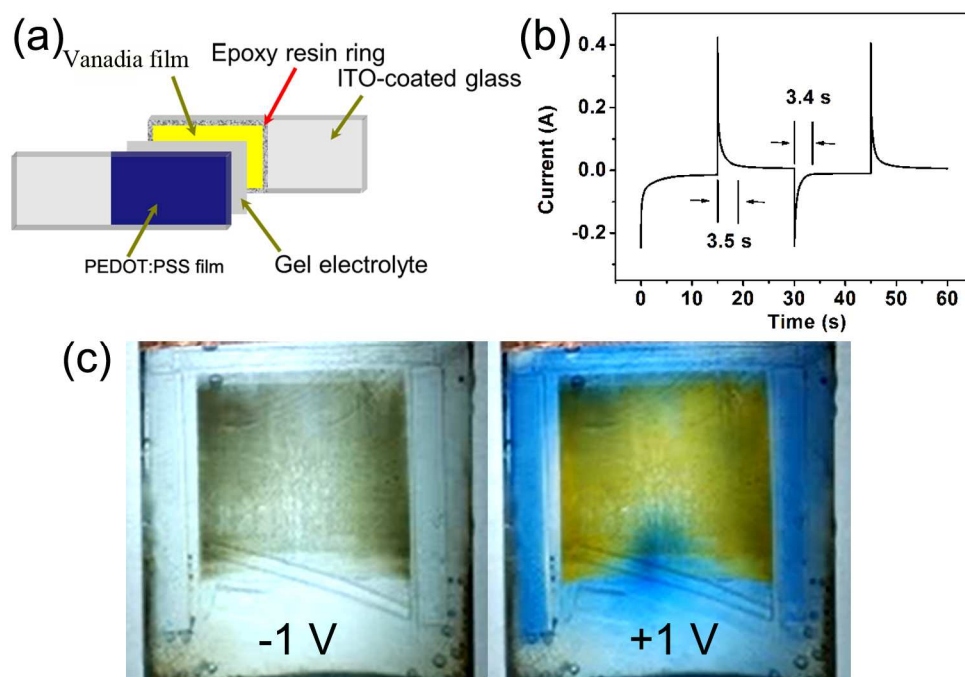 (a)
Vanadia film
Epoxy resin ring
ITO-coated glass
PEDOT:PSS film
Gel electrolyte
(b)
Current (A)
0.4
0.2
0.0
-0.2
3.4 s
3.5 s
0 10 20 30 40 50 60
Time (s)
(c)
-1 V
+1 V